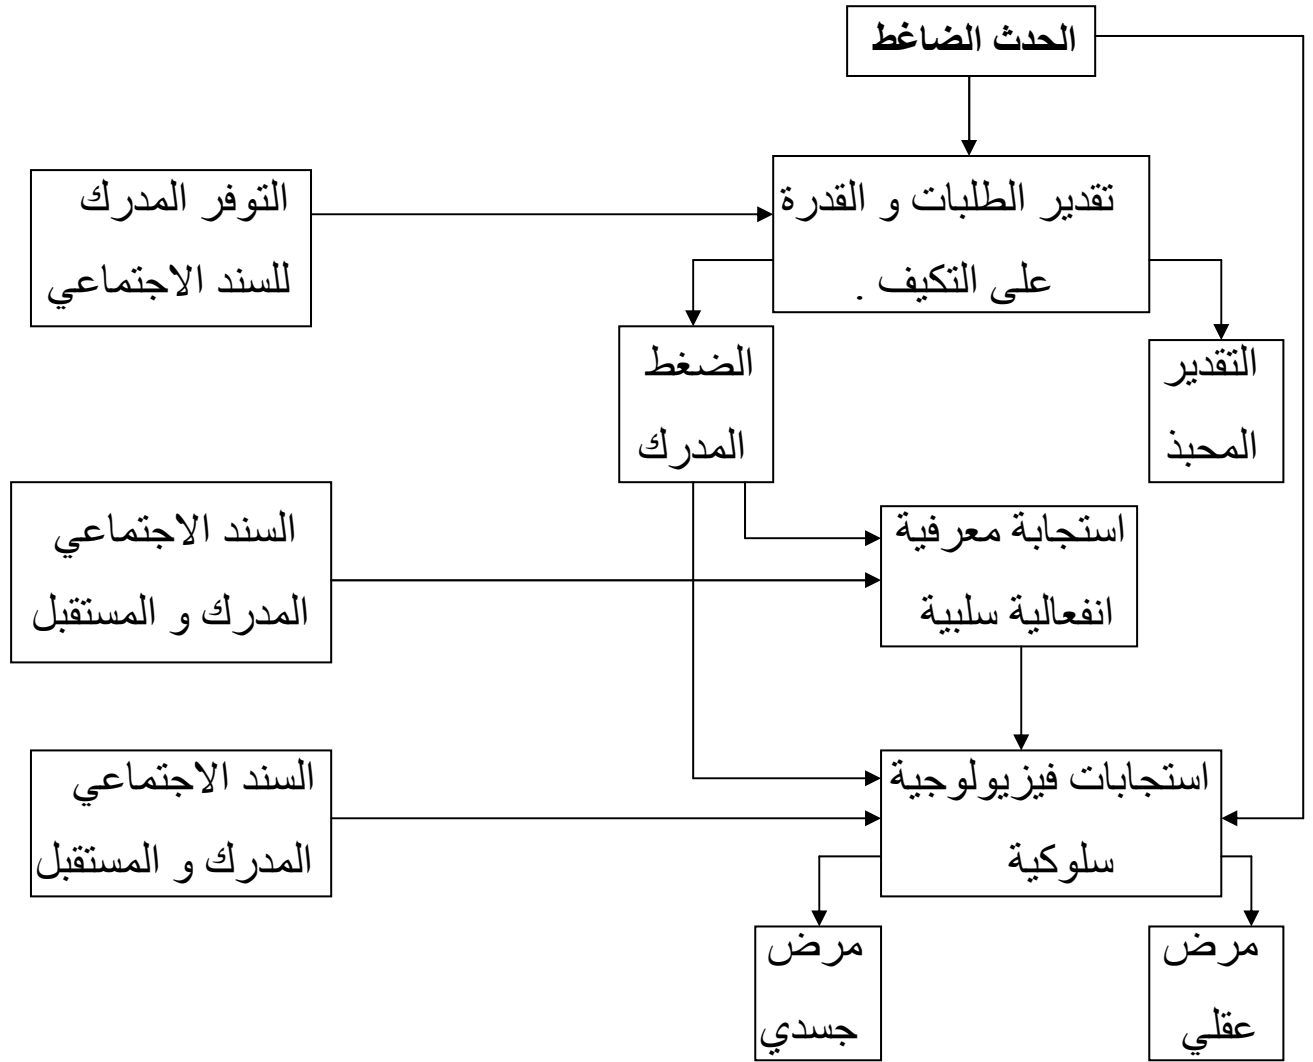 الحدث الضاغط
تقدير الطلبات و القدرة
على التكيف .
التوفر المدرك
للسند الاجتماعي
التقدير
المحبذ
الضغط
المدرك
استجابة معرفية
انفعالية سلبية
السند الاجتماعي
المدرك و المستقبل
استجابات فيزيولوجية
سلوكية
السند الاجتماعي
المدرك و المستقبل
مرض
عقلي
مرض
جسدي